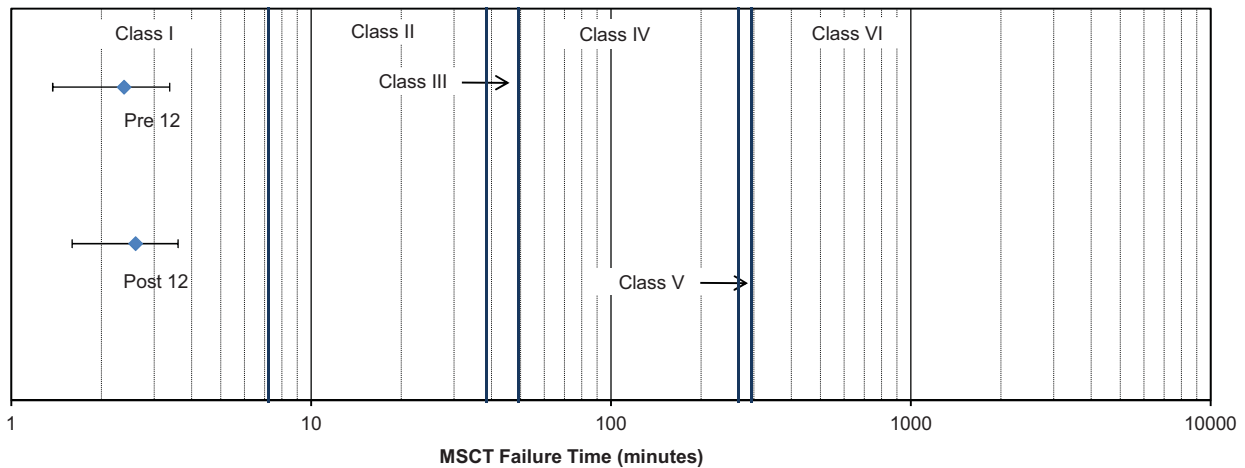 Class I
Class II
Class III
Class IV
Class VI
Pre 12
Post 12
Class V
1
10
100
1000
10000
MSCT Failure Time (minutes)